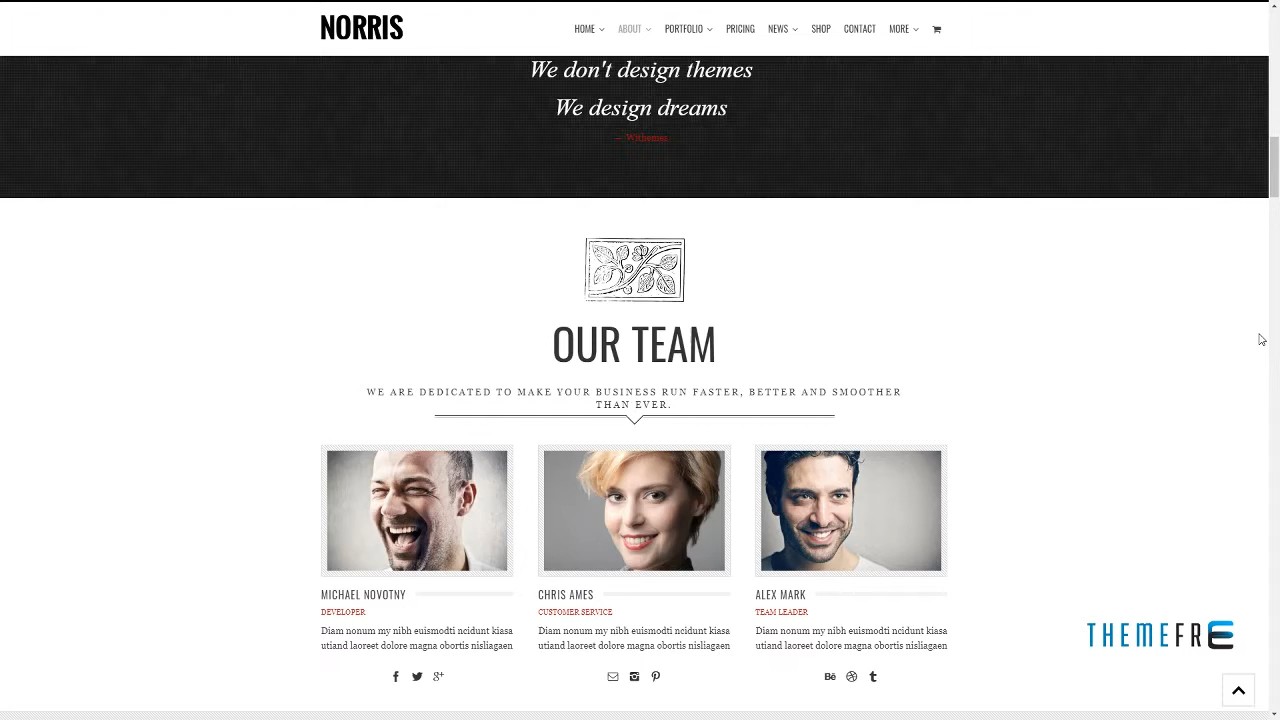 NORRIS
HOME ABOUT PORTFOLIO PRICING NEWS SHOP CONTACT MORE
We don't design themes
We design dreams
— Withemes
OUR TEAM
WE ARE DEDICATED TO MAKE YOUR BUSINESS RUN FASTER, BETTER AND SMOOTHER
THAN EVER.
MICHAEL NOVOTNY
DEVELOPER
Diam nonum my nibh euismodti ncidunt kiasa
utiand laoreet dolore magna obortis nisliagaen
CHRIS AMES
CUSTOMER SERVICE
Diam nonum my nibh euismodti ncidunt kiasa
utiand laoreet dolore magna obortis nisliagaen
ALEX MARK
TEAM LEADER
Diam nonum my nibh euismodti ncidunt kiasa
utiand laoreet dolore magna obortis nisliagaen
Bē
THEMEFRE